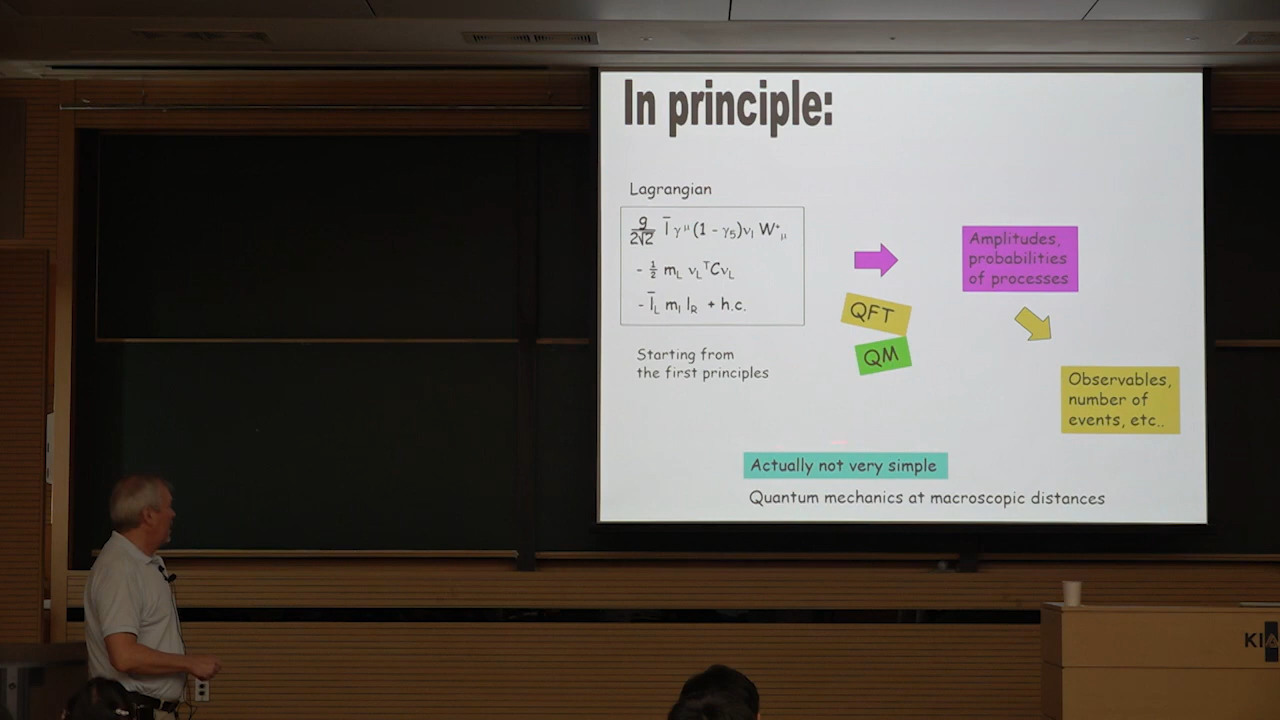 In principle:
Lagrangian
g/2√2 l̄ γ^μ (1 - γ₅)ν_l W⁺_μ
- ½ m_L ν_L^T C ν_L
- l̄_L m_l l_R + h.c.
Starting from
the first principles
QFT
QM
Amplitudes,
probabilities
of processes
Observables,
number of
events, etc..
Actually not very simple
Quantum mechanics at macroscopic distances
KIA